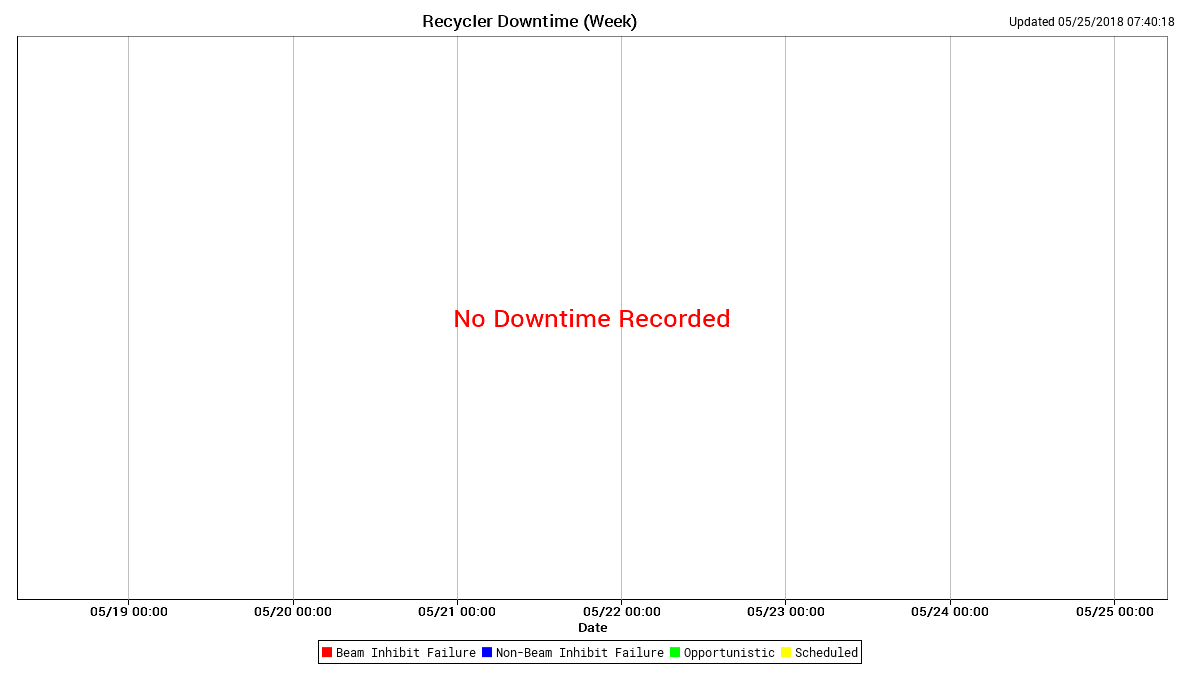 Recycler Downtime (Week)
Updated 05/25/2018 07:40:18
No Downtime Recorded
05/19 00:00 05/20 00:00 05/21 00:00 05/22 00:00 05/23 00:00 05/24 00:00 05/25 00:00
Date
Beam Inhibit Failure Non-Beam Inhibit Failure Opportunistic Scheduled